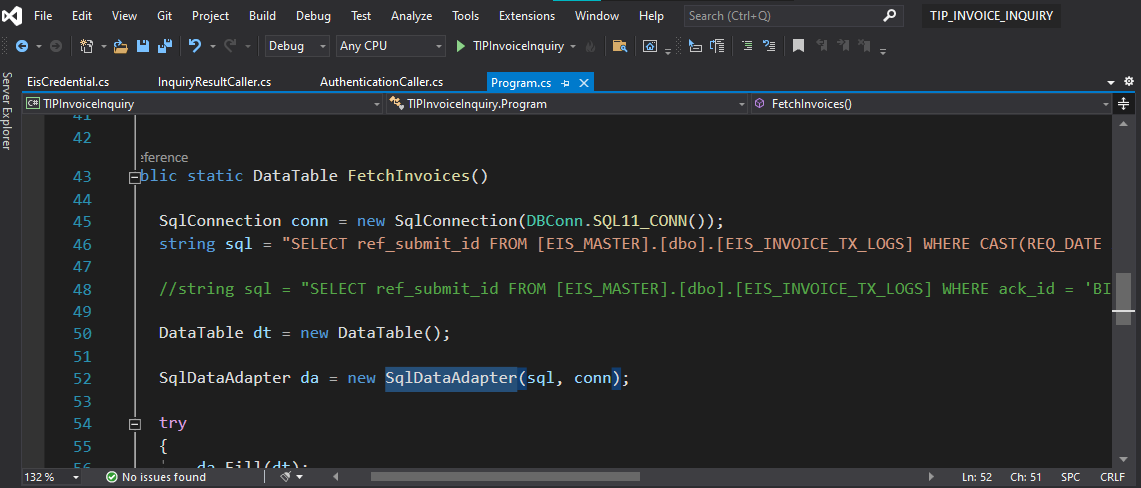 File Edit View Git Project Build Debug Test Analyze Tools Extensions Window Help Search (Ctrl+Q) TIP_INVOICE_INQUIRY
Debug Any CPU TIPInvoiceInquiry
Server Explorer
EisCredential.cs InquiryResultCaller.cs AuthenticationCaller.cs Program.cs
C# TIPInvoiceInquiry TIPInvoiceInquiry.Program FetchInvoices()
41
42
eference
43 blic static DataTable FetchInvoices()
44
45 SqlConnection conn = new SqlConnection(DBConn.SQL11_CONN());
46 string sql = "SELECT ref_submit_id FROM [EIS_MASTER].[dbo].[EIS_INVOICE_TX_LOGS] WHERE CAST(REQ_DATE
47
48 //string sql = "SELECT ref_submit_id FROM [EIS_MASTER].[dbo].[EIS_INVOICE_TX_LOGS] WHERE ack_id = 'BI
49
50 DataTable dt = new DataTable();
51
52 SqlDataAdapter da = new SqlDataAdapter(sql, conn);
53
54 try
55 {
56 da.Fill(dt);
132 % No issues found Ln: 52 Ch: 51 SPC CRLF